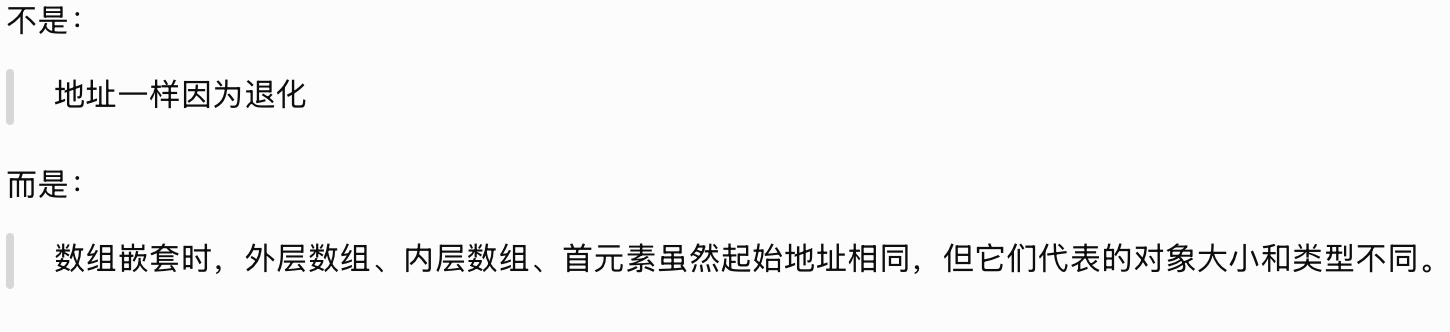 不是：
地址一样因为退化
而是：
数组嵌套时，外层数组、内层数组、首元素虽然起始地址相同，但它们代表的对象大小和类型不同。